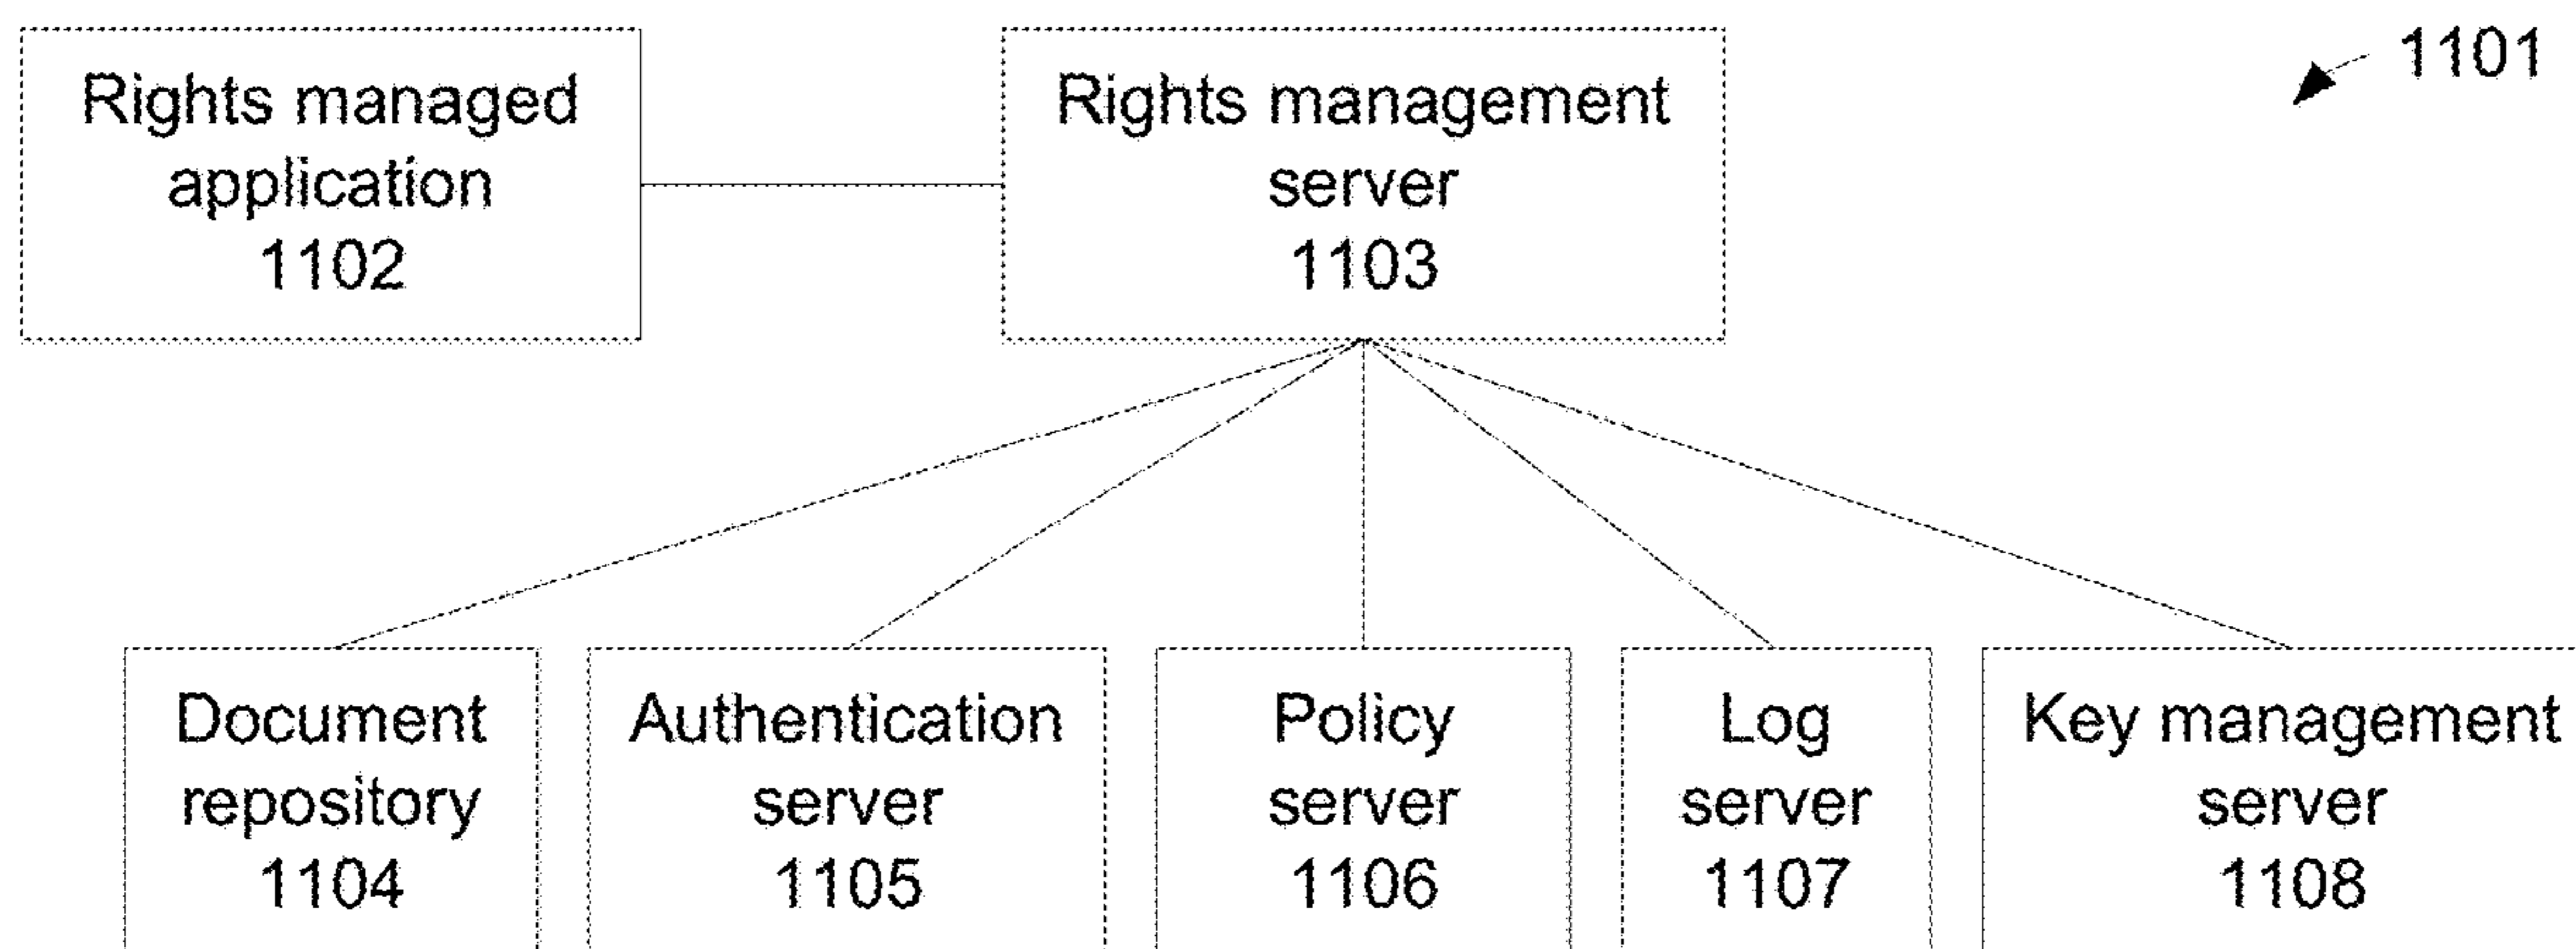 Rights managed
application
1102
Rights management
server
1103
1101
Document
repository
1104
Authentication
server
1105
Policy
server
1106
Log
server
1107
Key management
server
1108